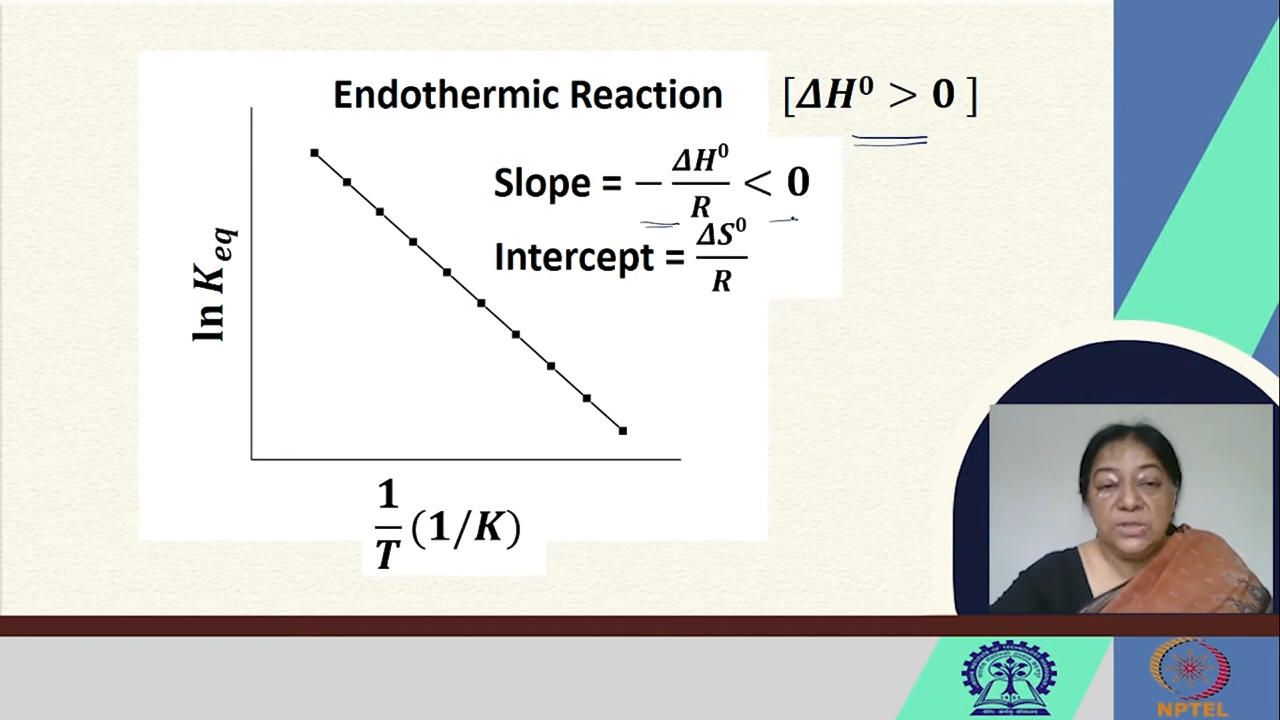 Endothermic Reaction [ΔH⁰ > 0 ]
Slope = − ΔH⁰/R < 0
Intercept = ΔS⁰/R
ln K_eq
1/T (1/K)
NPTEL